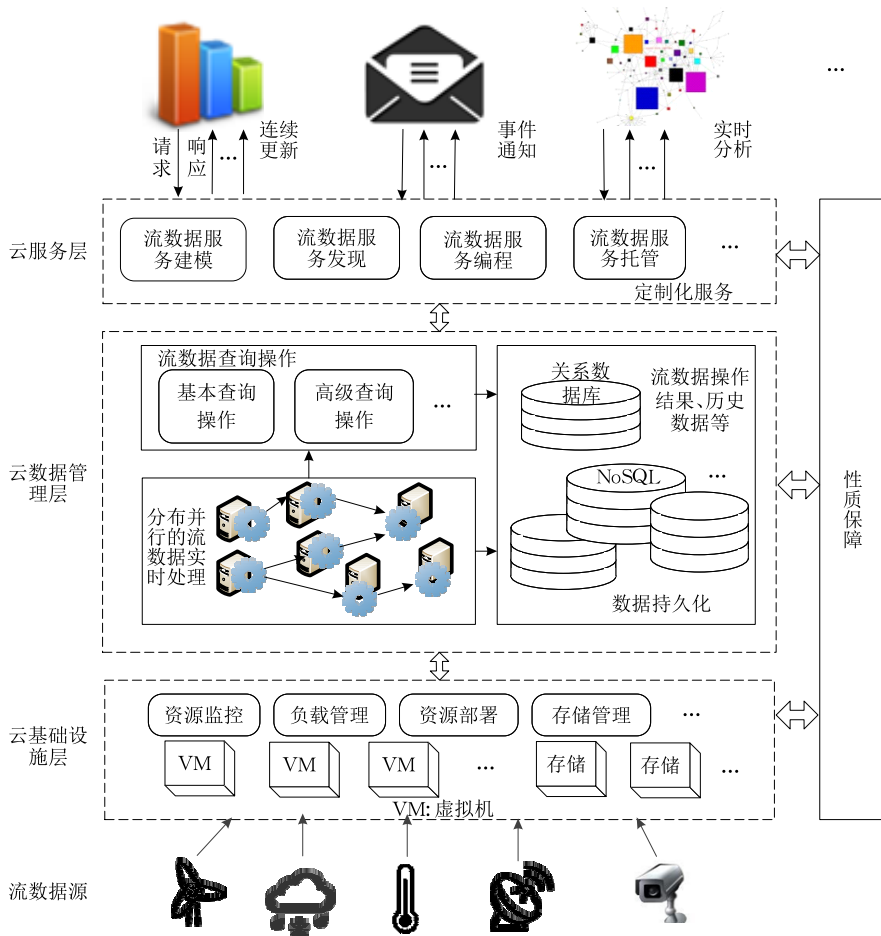 请求
响应
...
连续
更新
...
事件
通知
...
实时
分析
...
云服务层
流数据服
务建模
流数据服
务发现
流数据服
务编程
流数据服
务托管
...
定制化服务
流数据查询操作
基本查询
操作
高级查询
操作
...
关系数
据库
流数据操作
结果、历史
数据等
云数据管
理层
分布并
行的流
数据实
时处理
NoSQL
...
数据持久化
性质保障
云基础设
施层
资源监控
负载管理
资源部署
存储管理
...
VM
VM
VM
...
存储
存储
...
VM: 虚拟机
流数据源